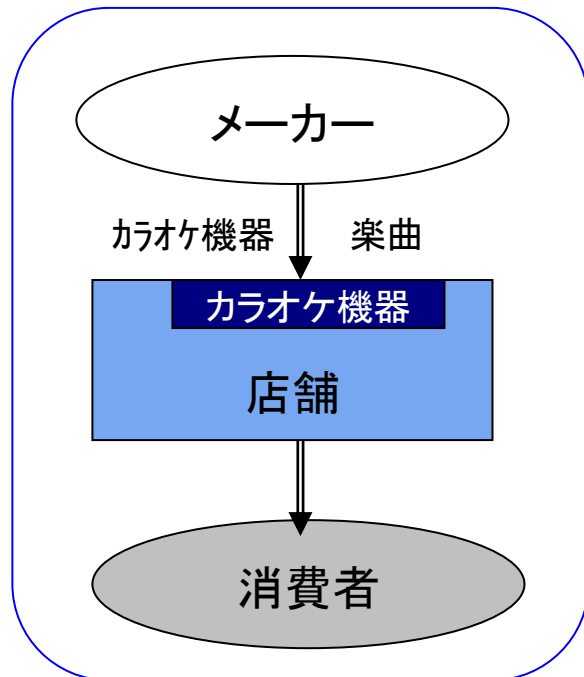 メーカー
ｶﾗｵｹ機器 楽曲
カラオケ機器
店舗
消費者